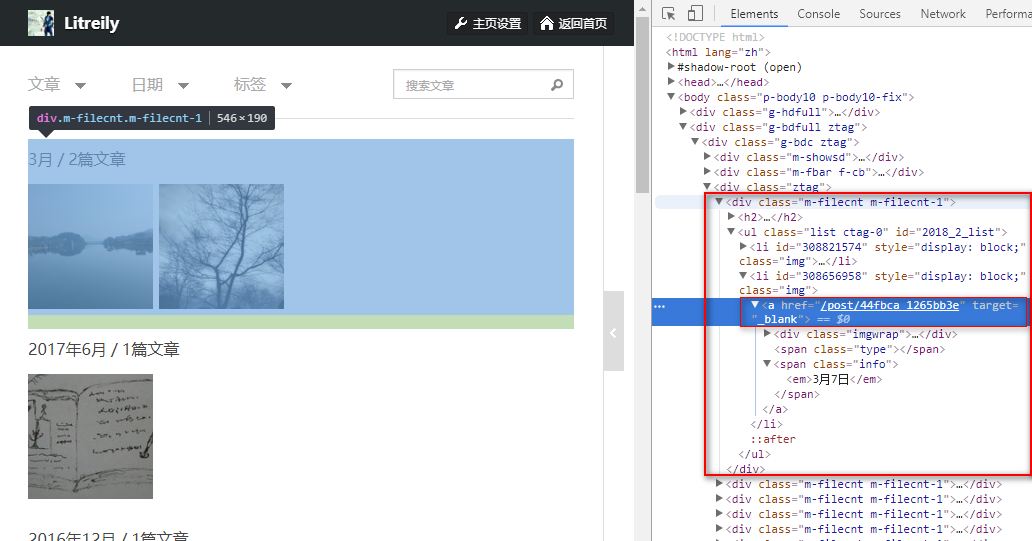 Litreily
主页设置
返回首页
文章
日期
标签
搜索文章
div.m-filecnt.m-filecnt-1 546×190
3月 / 2篇文章
2017年6月 / 1篇文章
2016年12月 / 1篇文章
Elements Console Sources Network Performa
<!DOCTYPE html>
<html lang="zh">
#shadow-root (open)
<head>…</head>
<body class="p-body10 p-body10-fix">
<div class="g-hdfull">…</div>
<div class="g-bdfull ztag">
<div class="g-bdc ztag">
<div class="m-showsd">…</div>
<div class="m-fbar f-cb">…</div>
<div class="ztag">
<div class="m-filecnt m-filecnt-1">
<h2>…</h2>
<ul class="list ctag-0" id="2018_2_list">
<li id="308821574" style="display: block;"
class="img">…</li>
<li id="308656958" style="display: block;"
class="img">
<a href="/post/44fbca_1265bb3e" target=
"_blank"> == $0
<div class="imgwrap">…</div>
<span class="type"></span>
<span class="info">
<em>3月7日</em>
</span>
</a>
</li>
::after
</ul>
</div>
<div class="m-filecnt m-filecnt-1">…</div>
<div class="m-filecnt m-filecnt-1">…</div>
<div class="m-filecnt m-filecnt-1">…</div>
<div class="m-filecnt m-filecnt-1">…</div>